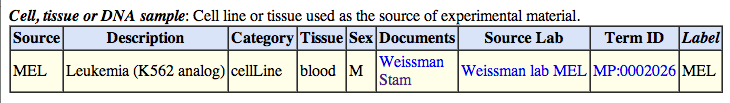 Cell, tissue or DNA sample: Cell line or tissue used as the source of experimental material.
Source Description Category Tissue Sex Documents Source Lab Term ID Label
MEL Leukemia (K562 analog) cellLine blood M Weissman Stam Weissman lab MEL MP:0002026 MEL